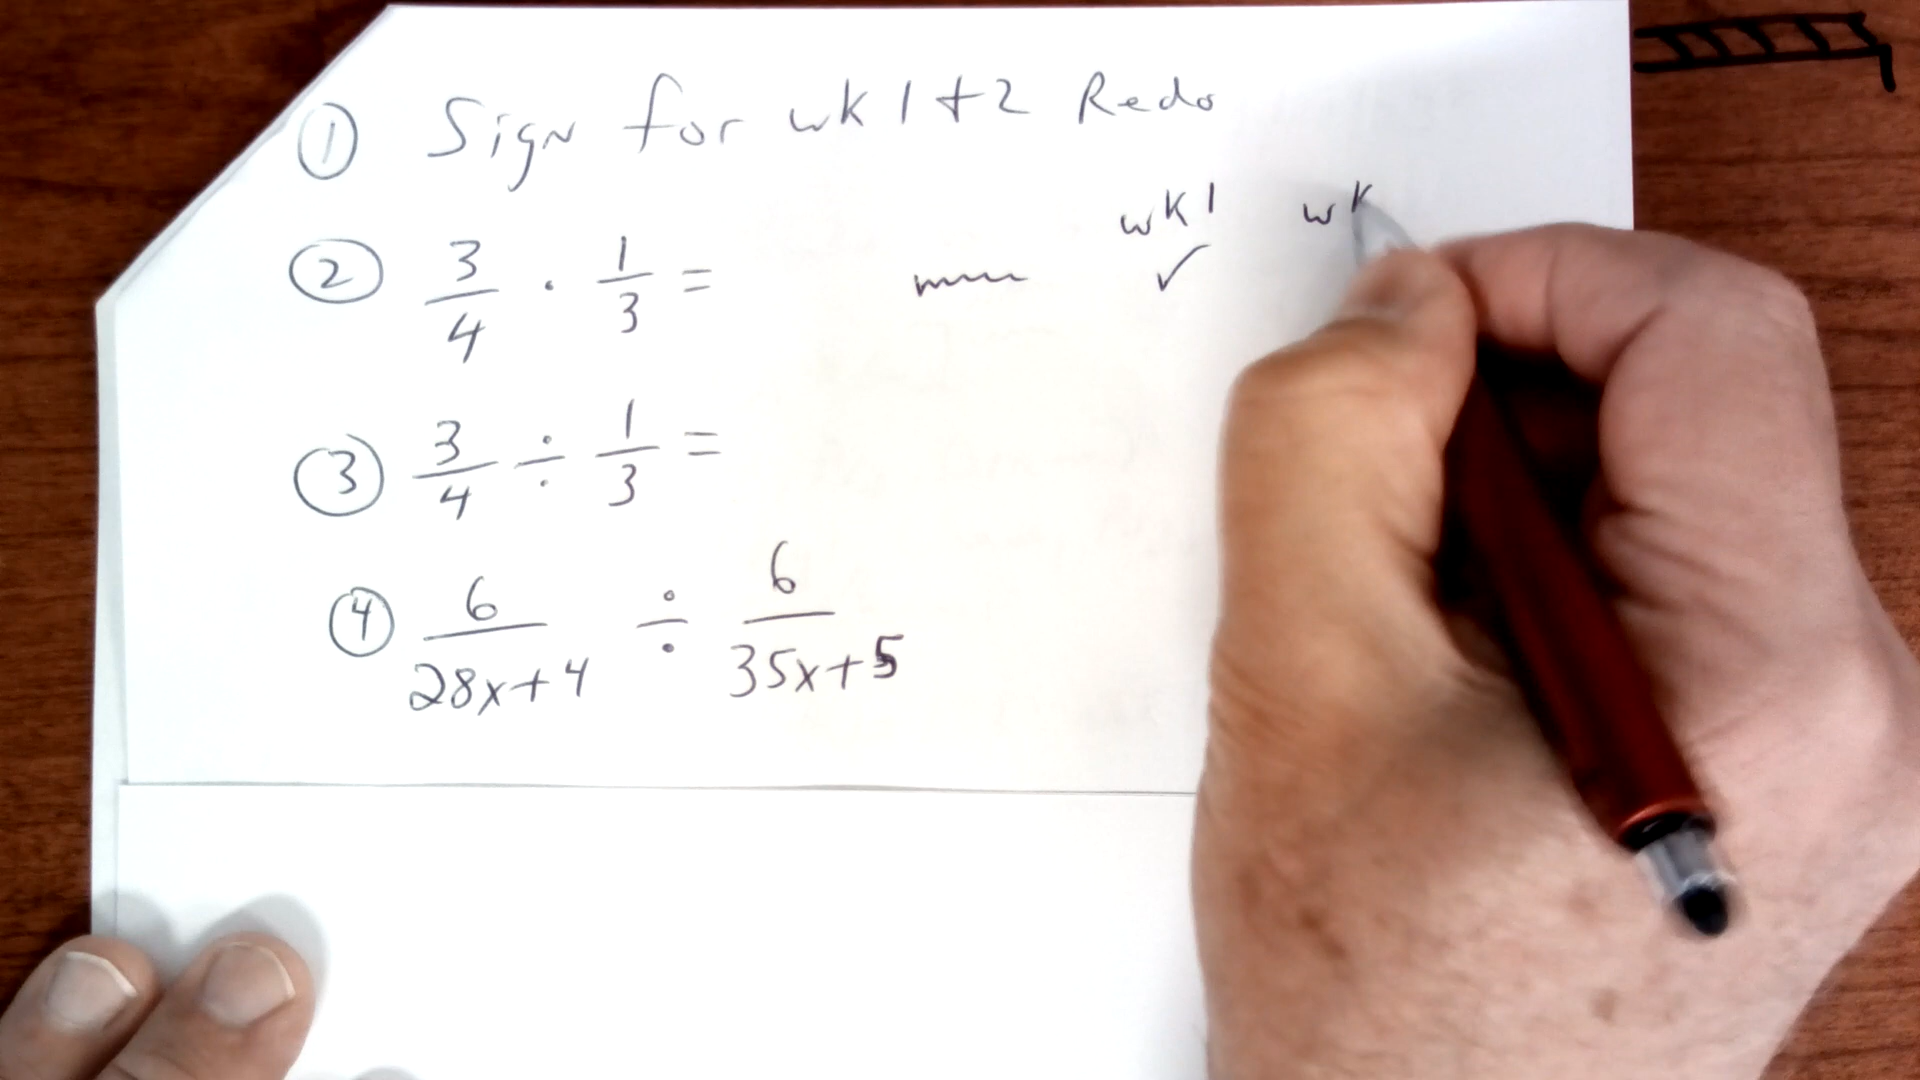 ① Sign for wk 1+2 Redo
wk1 wk
② 3/4 · 1/3 = ✓
③ 3/4 ÷ 1/3 =
④ 6/(28x+4) ÷ 6/(35x+5)